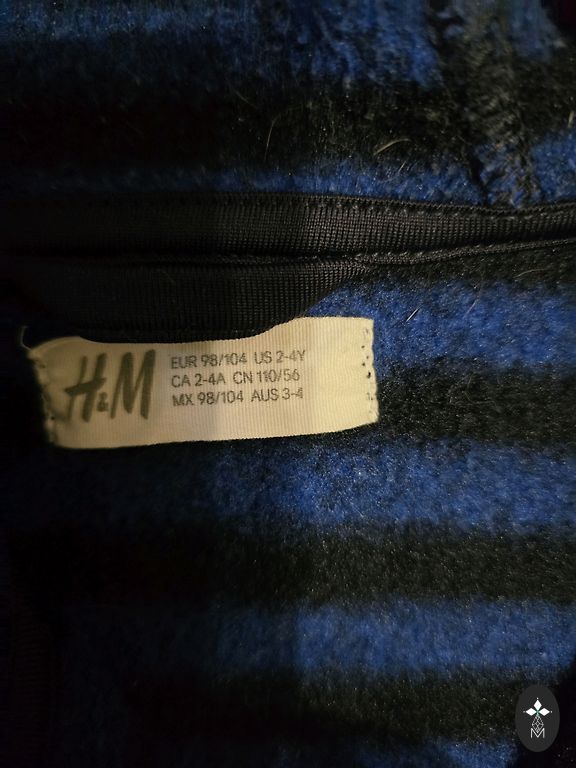 H&M
EUR 98/104 US 2-4Y
CA 2-4A CN 110/56
MX 98/104 AUS 3-4
M